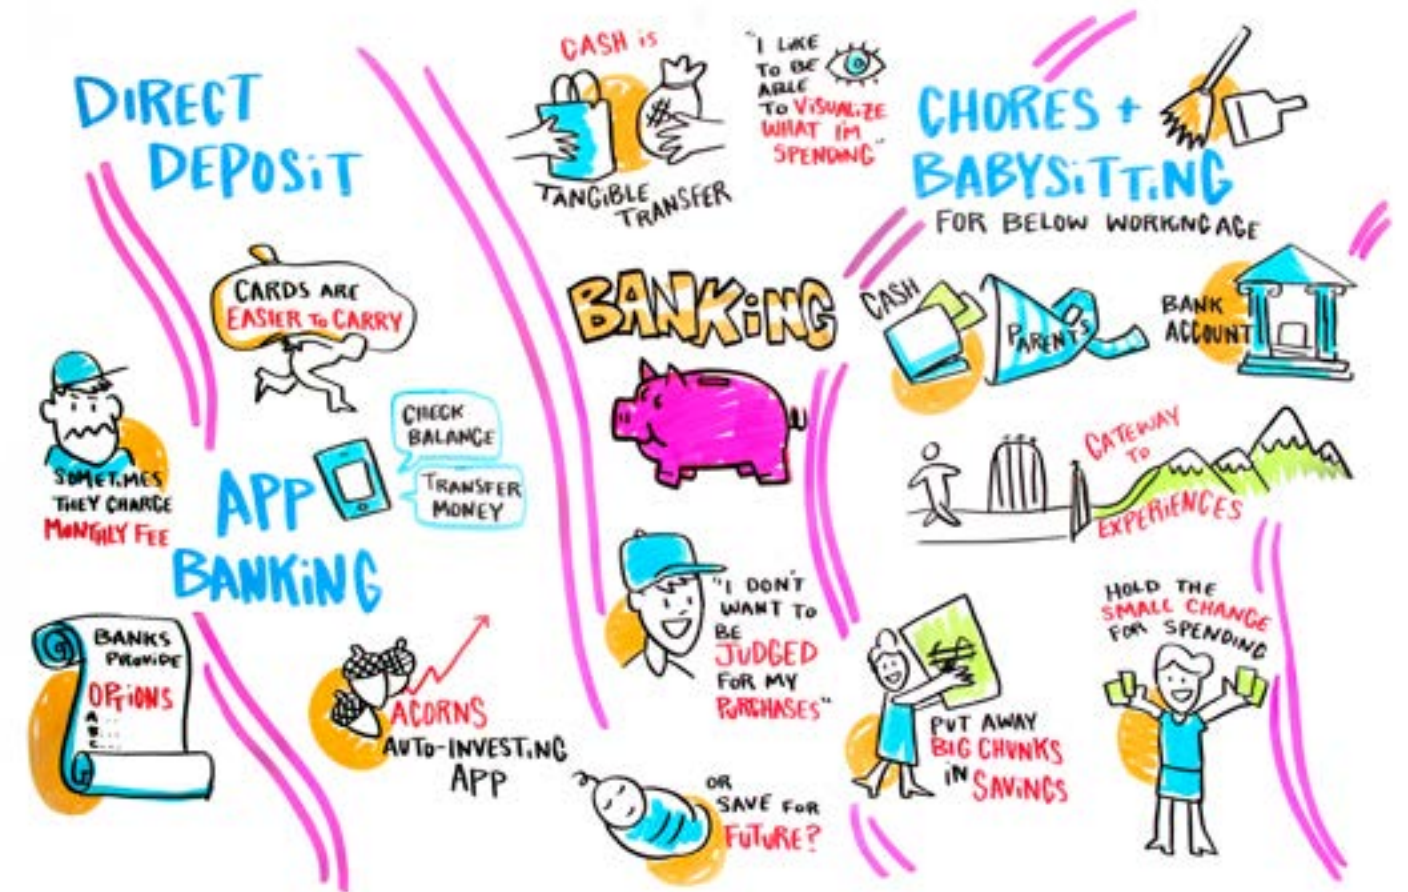 DIRECT
DEPOSIT
CARDS ARE
EASIER TO CARRY
SOMETIMES
THEY CHARGE
MONTHLY FEE
APP
BANKING
CHECK
BALANCE
TRANSFER
MONEY
BANKS
PROVIDE
OPTIONS
A...
B...
C...
ACORNS
AUTO-INVESTING
APP
CASH is
$
TANGIBLE
TRANSFER
"I LIKE
TO BE
ABLE
TO VISUALIZE
WHAT I'M
SPENDING"
BANKING
"I DON'T
WANT TO
BE
JUDGED
FOR MY
PURCHASES"
OR
SAVE FOR
FUTURE?
CHORES +
BABYSITTING
FOR BELOW WORKING AGE
CASH
PARENTS
BANK
ACCOUNT
GATEWAY
TO
EXPERIENCES
$
PUT AWAY
BIG CHUNKS
IN SAVINGS
HOLD THE
SMALL CHANGE
FOR SPENDING